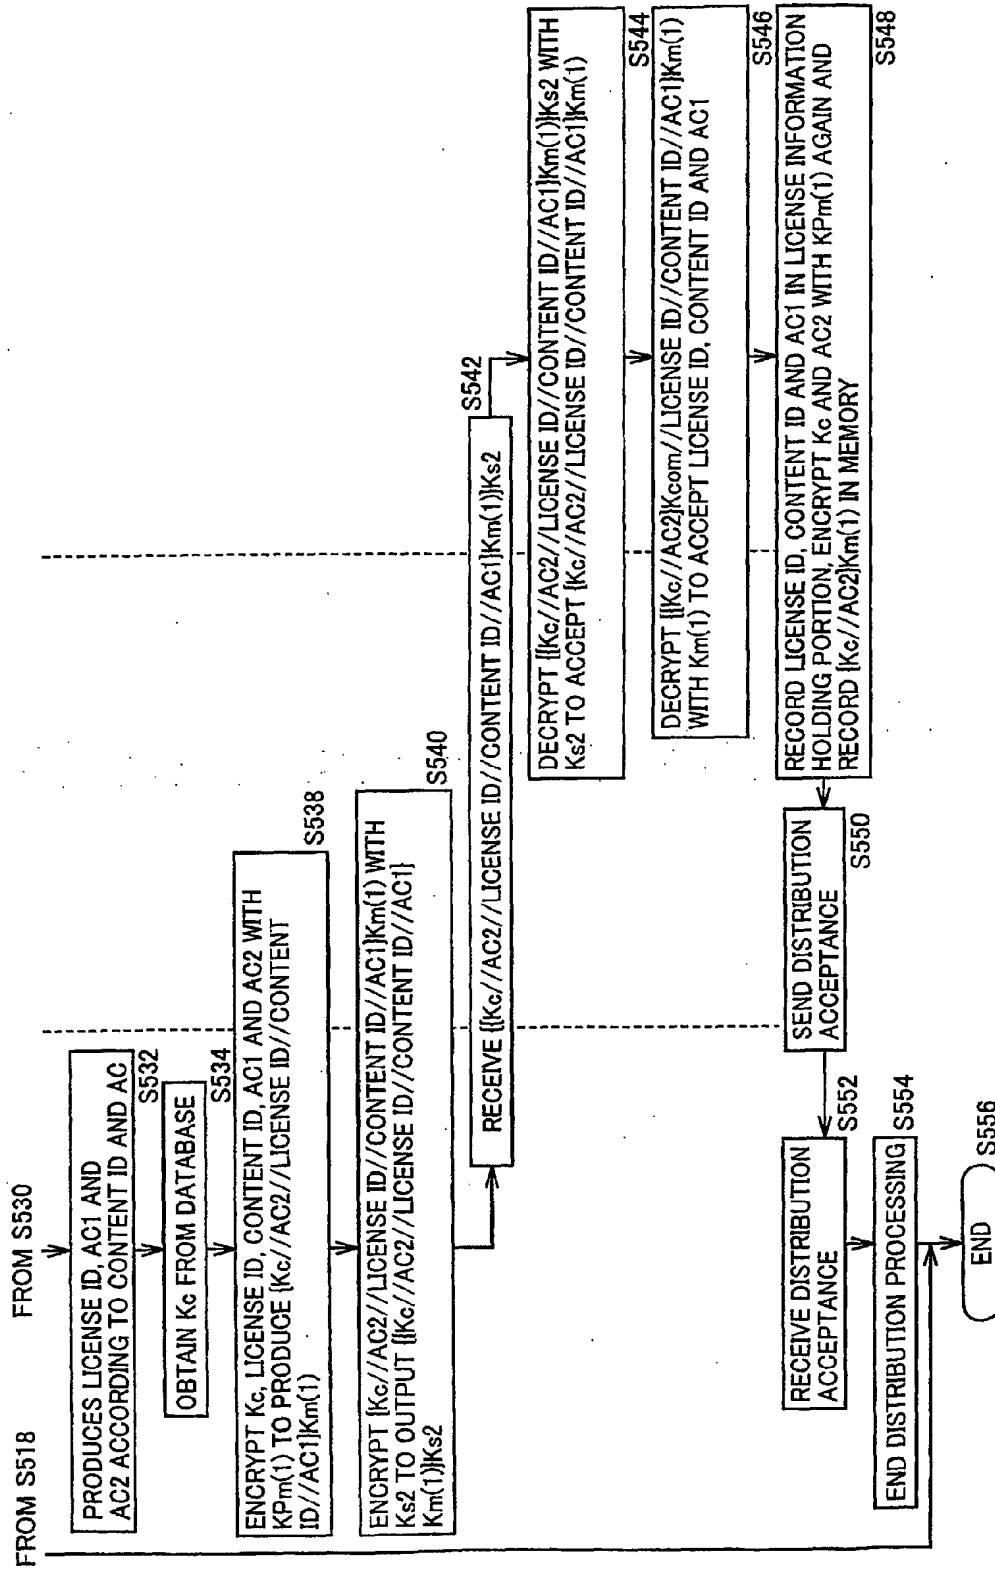 FROM S518
FROM S530
PRODUCES LICENSE ID, AC1 AND
AC2 ACCORDING TO CONTENT ID AND AC
S532
OBTAIN Kc FROM DATABASE
S534
ENCRYPT Kc, LICENSE ID, CONTENT ID, AC1 AND AC2 WITH
KPm(1) TO PRODUCE {Kc//AC2//LICENSE ID//CONTENT
ID//AC1}Km(1)
S538
ENCRYPT {Kc//AC2//LICENSE ID//CONTENT ID//AC1}Km(1) WITH
Ks2 TO OUTPUT {{Kc//AC2//LICENSE ID//CONTENT ID//AC1}
Km(1)}Ks2
S540
RECEIVE {{Kc//AC2//LICENSE ID//CONTENT ID//AC1}Km(1)}Ks2
S542
DECRYPT {{Kc//AC2//LICENSE ID//CONTENT ID//AC1}Km(1)}Ks2 WITH
Ks2 TO ACCEPT {Kc//AC2//LICENSE ID//CONTENT ID//AC1}Km(1)
S544
DECRYPT {{Kc//AC2}Kcom//LICENSE ID//CONTENT ID//AC1}Km(1)
WITH Km(1) TO ACCEPT LICENSE ID, CONTENT ID AND AC1
S546
RECORD LICENSE ID, CONTENT ID AND AC1 IN LICENSE INFORMATION
HOLDING PORTION, ENCRYPT Kc AND AC2 WITH KPm(1) AGAIN AND
RECORD {Kc//AC2}Km(1) IN MEMORY
S548
SEND DISTRIBUTION
ACCEPTANCE
S550
RECEIVE DISTRIBUTION
ACCEPTANCE
S552
END DISTRIBUTION PROCESSING
S554
END
S556